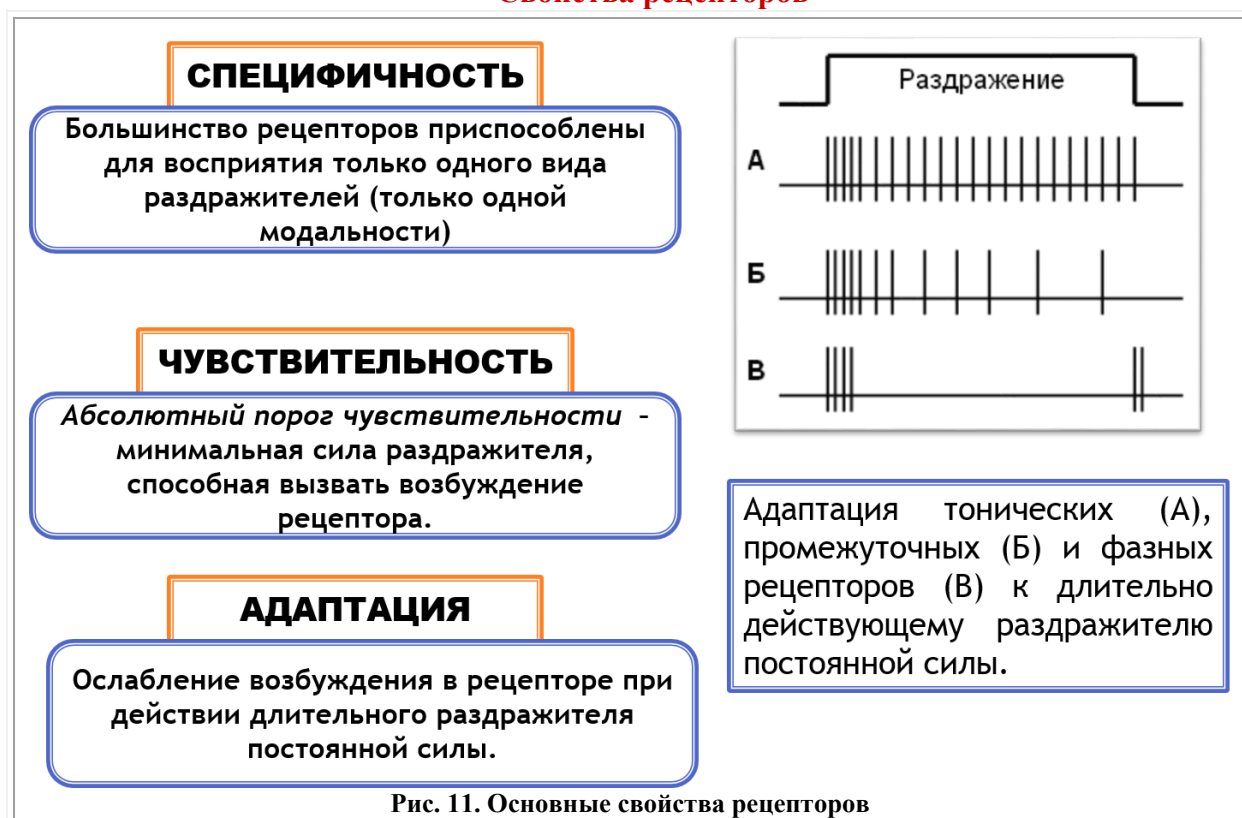 Свойства рецепторов
СПЕЦИФИЧНОСТЬ
Большинство рецепторов приспособлены
для восприятия только одного вида
раздражителей (только одной
модальности)
ЧУВСТВИТЕЛЬНОСТЬ
Абсолютный порог чувствительности –
минимальная сила раздражителя,
способная вызвать возбуждение
рецептора.
АДАПТАЦИЯ
Ослабление возбуждения в рецепторе при
действии длительного раздражителя
постоянной силы.
Раздражение
А
Б
В
Адаптация тонических (А),
промежуточных (Б) и фазных
рецепторов (В) к длительно
действующему раздражителю
постоянной силы.
Рис. 11. Основные свойства рецепторов